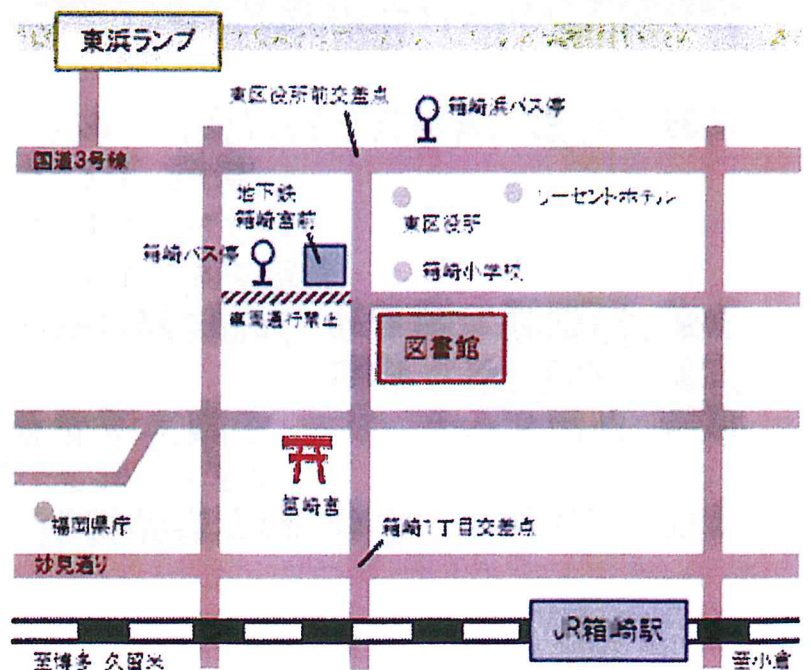 東浜ランプ
東区役所前交差点
箱崎浜バス停
国道3号線
地下鉄
箱崎宮前
リーセントホテル
東区役所
箱崎バス停
箱崎小学校
車両通行禁止
図書館
筥崎宮
福岡県庁
箱崎1丁目交差点
妙見通り
JR箱崎駅
至博多 久留米
至小倉